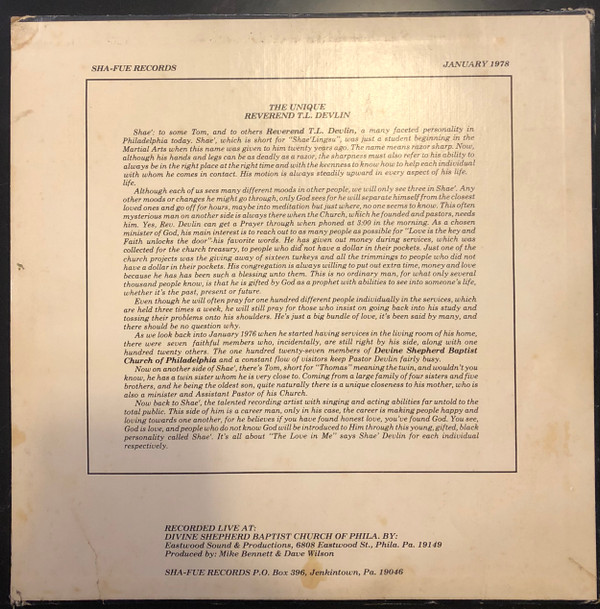 SHA-FUE RECORDS
JANUARY 1978
THE UNIQUE
REVEREND T.L. DEVLIN
Shae': to some Tom, and to others Reverend T.L. Devlin, a many faceted personality in
Philadelphia today. Shae', which is short for "Shae'Lingsu", was just a student beginning in the
Martial Arts when this name was given to him twenty years ago. The name means razor sharp. Now,
although his hands and legs can be as deadly as a razor, the sharpness must also refer to his ability to
always be in the right place at the right time and with the keenness to know how to help each individual
with whom he comes in contact. His motion is always steadily upward in every aspect of his life.
life.
Although each of us sees many different moods in other people, we will only see three in Shae'. Any
other moods or changes he might go through, only God sees for he will separate himself from the closest
loved ones and go off for hours, maybe into meditation but just where, no one seems to know. This often
mysterious man on another side is always there when the Church, which he founded and pastors, needs
him. Yes, Rev. Devlin can get a Prayer through when phoned at 3:00 in the morning. As a chosen
minister of God, his main interest is to reach out to as many people as possible for "Love is the key and
Faith unlocks the door"-his favorite words. He has given out money during services, which was
collected for the church treasury, to people who did not have a dollar in their pockets. Just one of the
church projects was the giving away of sixteen turkeys and all the trimmings to people who did not
have a dollar in their pockets. His congregation is always willing to put out extra time, money and love
because he has has been such a blessing unto them. This is no ordinary man, for what only several
thousand people know, is that he is gifted by God as a prophet with abilities to see into someone's life,
whether it's the past, present or future.
Even though he will often pray for one hundred different people individually in the services, which
are held three times a week, he will still pray for those who insist on going back into his study and
tossing their problems onto his shoulders. He's just a big bundle of love, it's been said by many, and
there should be no question why.
As we look back into January 1976 when he started having services in the living room of his home,
there were seven faithful members who, incidentally, are still right by his side, along with one
hundred twenty others. The one hundred twenty-seven members of Devine Shepherd Baptist
Church of Philadelphia and a constant flow of visitors keep Pastor Devlin fairly busy.
Now on another side of Shae', there's Tom, short for "Thomas" meaning the twin, and wouldn't you
know, he has a twin sister whom he is very close to. Coming from a large family of four sisters and five
brothers, and he being the oldest son, quite naturally there is a unique closeness to his mother, who is
also a minister and Assistant Pastor of his Church.
Now back to Shae', the talented recording artist with singing and acting abilities far untold to the
total public. This side of him is a career man, only in his case, the career is making people happy and
loving towards one another, for he believes if you have found honest love, you've found God. You see,
God is love, and people who do not know God will be introduced to Him through this young, gifted, black
personality called Shae'. It's all about "The Love in Me" says Shae' Devlin for each individual
respectively.
RECORDED LIVE AT:
DIVINE SHEPHERD BAPTIST CHURCH OF PHILA. BY:
Eastwood Sound & Productions, 6808 Eastwood St., Phila. Pa. 19149
Produced by: Mike Bennett & Dave Wilson
SHA-FUE RECORDS P.O. Box 396, Jenkintown, Pa. 19046